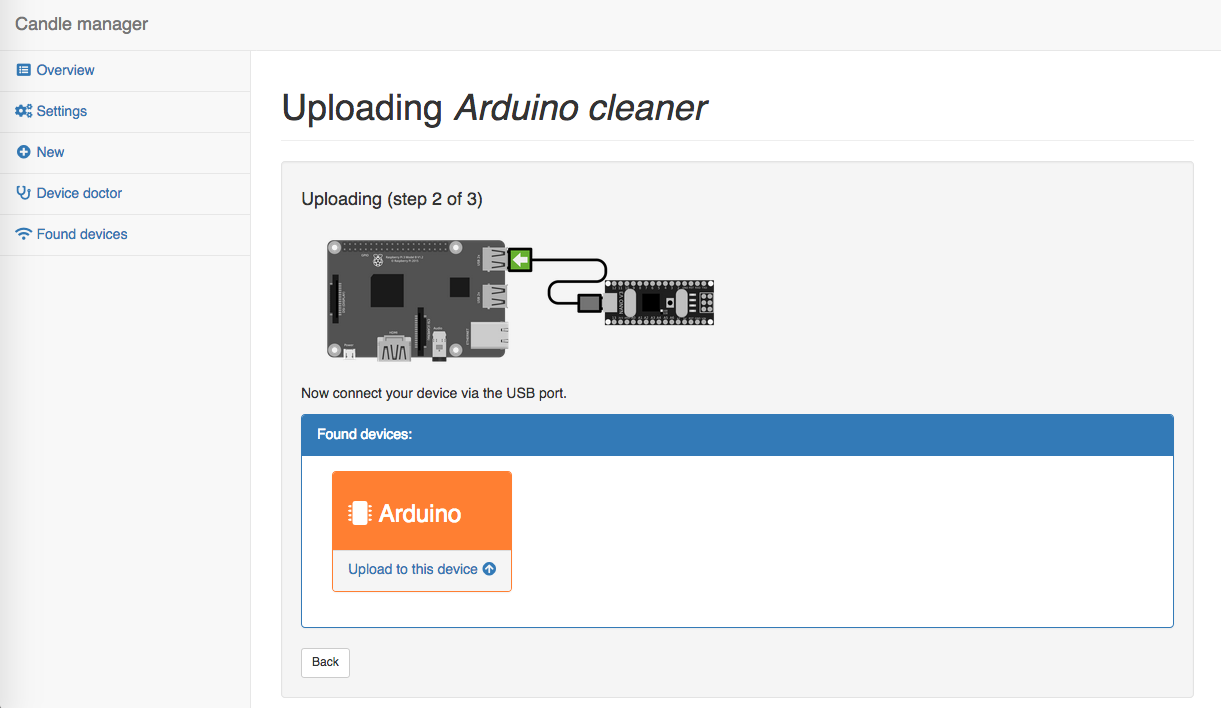 Candle manager
Overview
Settings
New
Device doctor
Found devices
Uploading Arduino cleaner
Uploading (step 2 of 3)
Now connect your device via the USB port.
Found devices:
Arduino
Upload to this device
Back